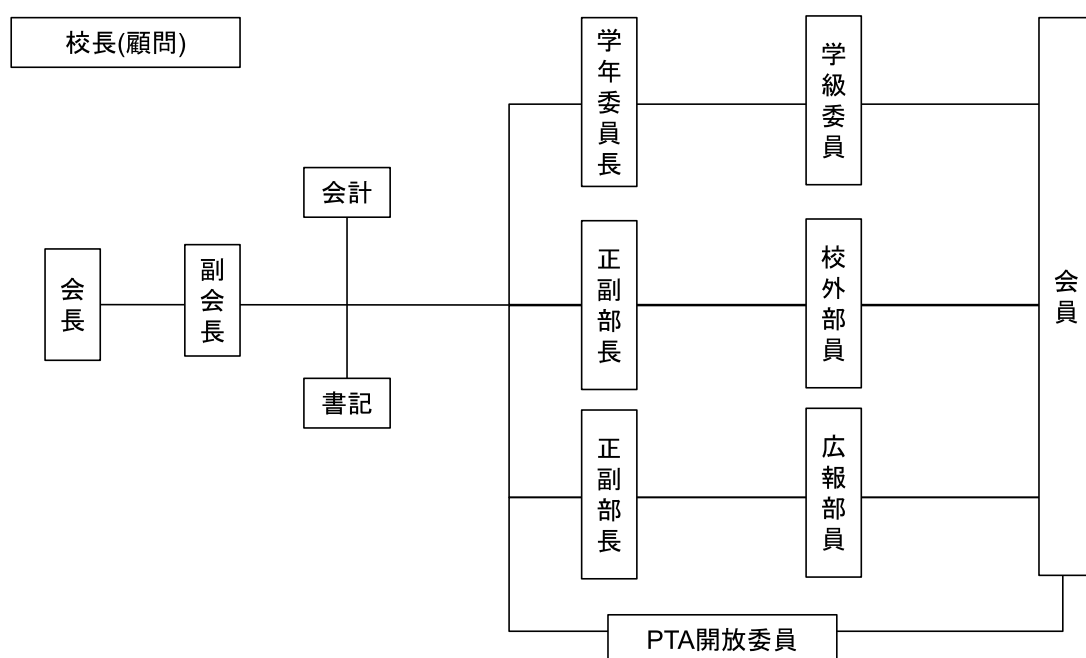 校長(顧問)
学年委員長
学級委員
会計
会長
副会長
正副部長
校外部員
会員
書記
正副部長
広報部員
PTA開放委員